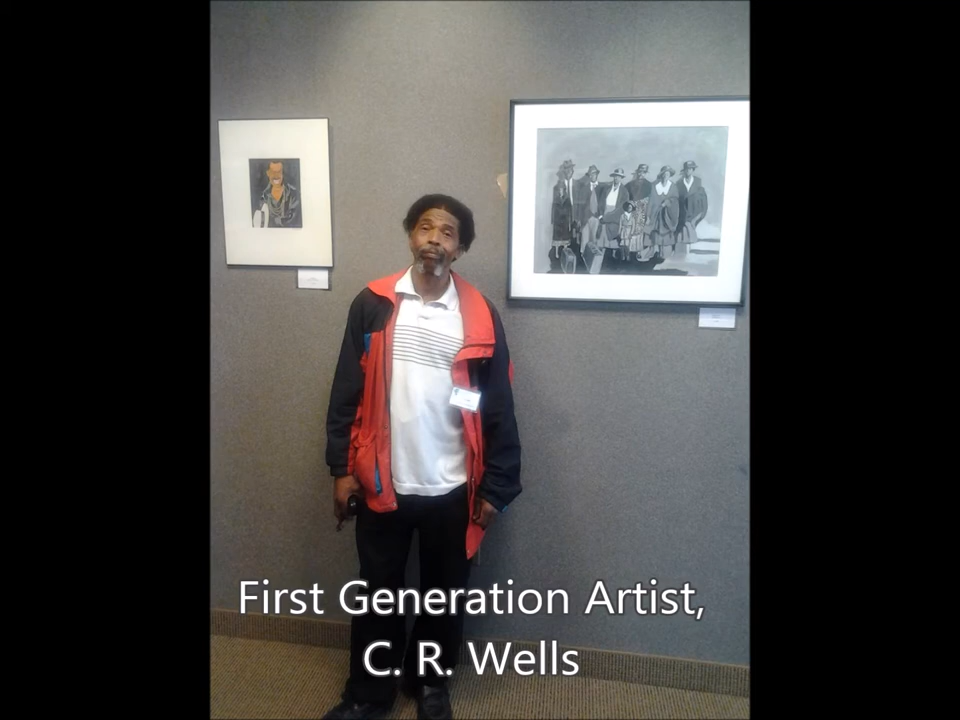 First Generation Artist,
C. R. Wells